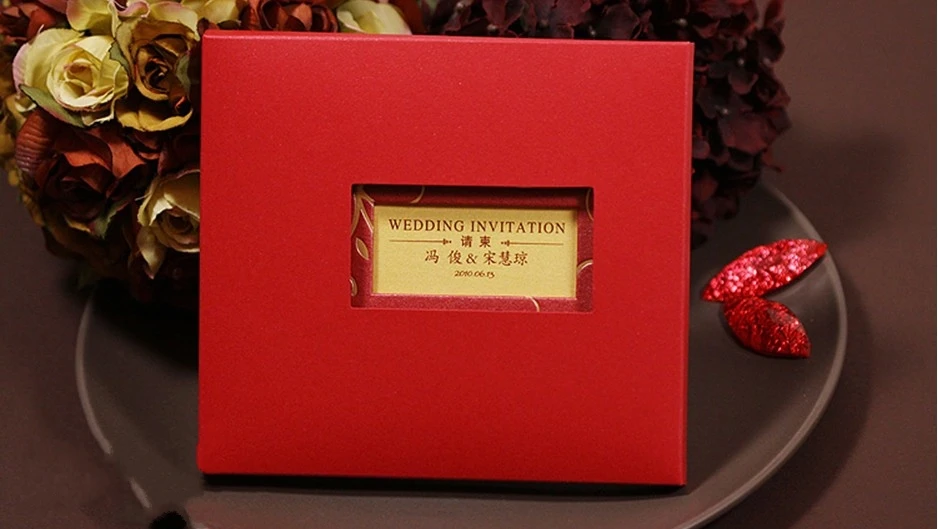 WEDDING INVITATION
请柬
冯 俊 & 宋慧琼
2010.06.13